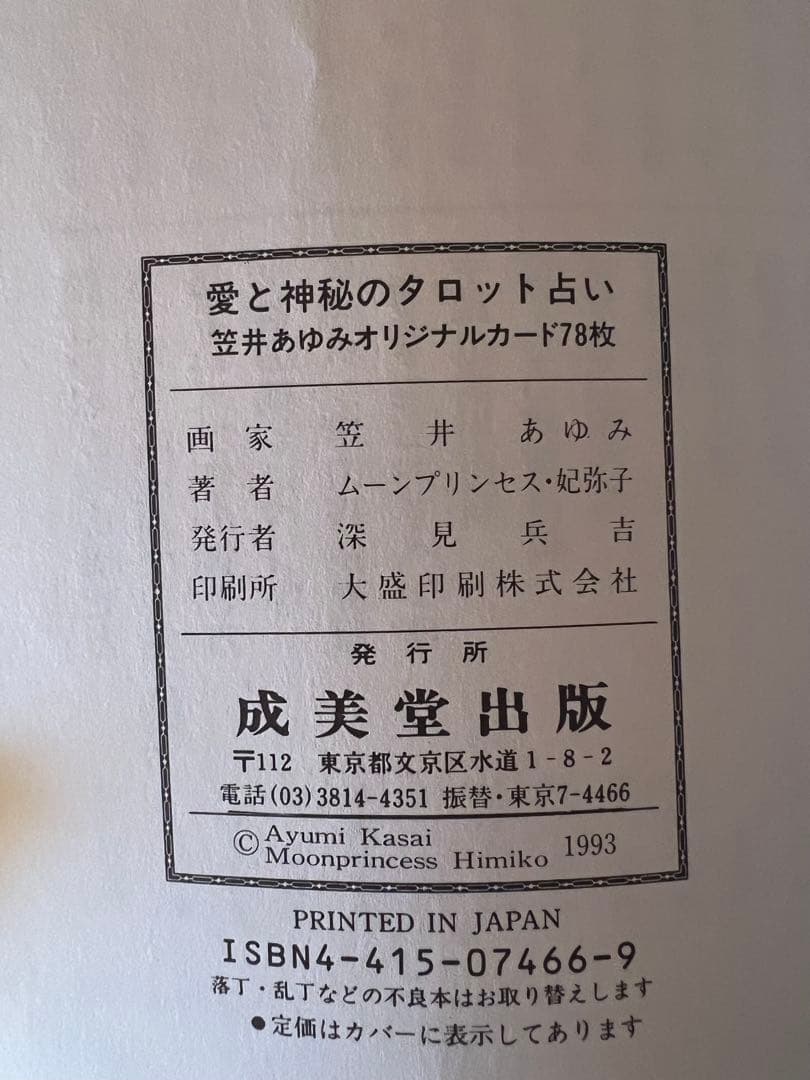 愛と神秘のタロット占い
笠井あゆみオリジナルカード78枚
画家 笠井あゆみ
著者 ムーンプリンセス・妃弥子
発行者 深見兵吉
印刷所 大盛印刷株式会社
発行所
成美堂出版
〒112 東京都文京区水道1-8-2
電話(03)3814-4351 振替・東京7-4466
© Ayumi Kasai
Moonprincess Himiko 1993
PRINTED IN JAPAN
ISBN4-415-07466-9
落丁・乱丁などの不良本はお取り替えします
●定価はカバーに表示してあります